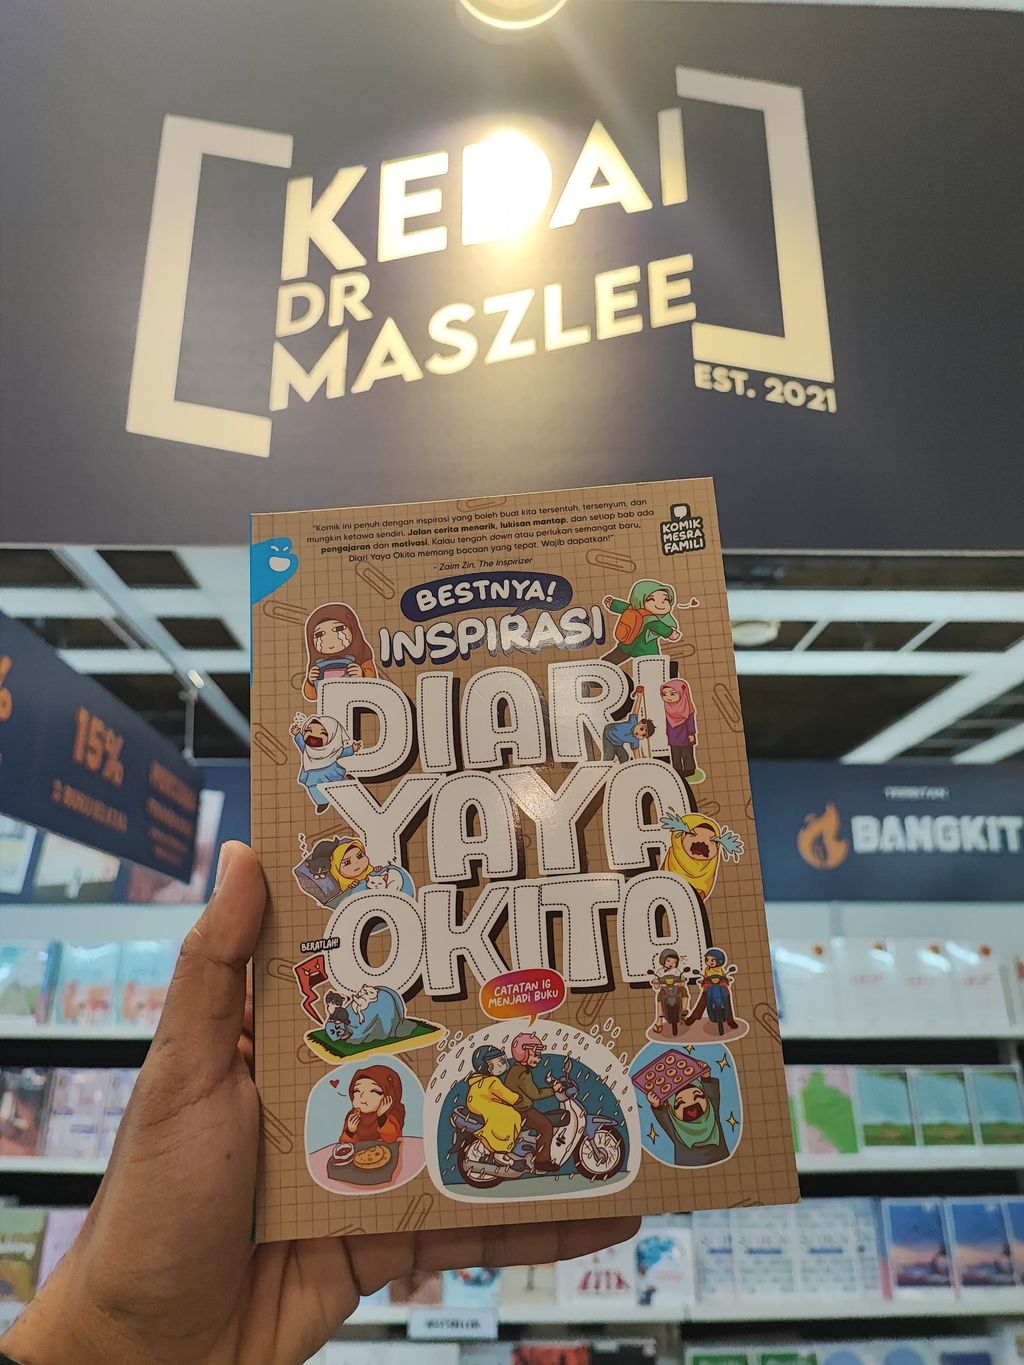 KEDAI
DR
MASZLEE
EST. 2021
"Komik ini penuh dengan inspirasi yang boleh buat kita tersentuh, tersenyum, dan
mungkin ketawa sendiri. Jalan cerita menarik, lukisan mantap, dan setiap bab ada
pengajaran dan motivasi. Kalau tengah down atau perlukan semangat baru,
Diari Yaya Okita memang bacaan yang tepat. Wajib dapatkan!"
- Zaim Zin, The Inspirizer
KOMIK
MESRA
FAMILI
BESTNYA!
INSPIRASI
DIARI
YAYA
OKITA
BERATLAH!
CATATAN IG
MENJADI BUKU
15%
BANGKIT